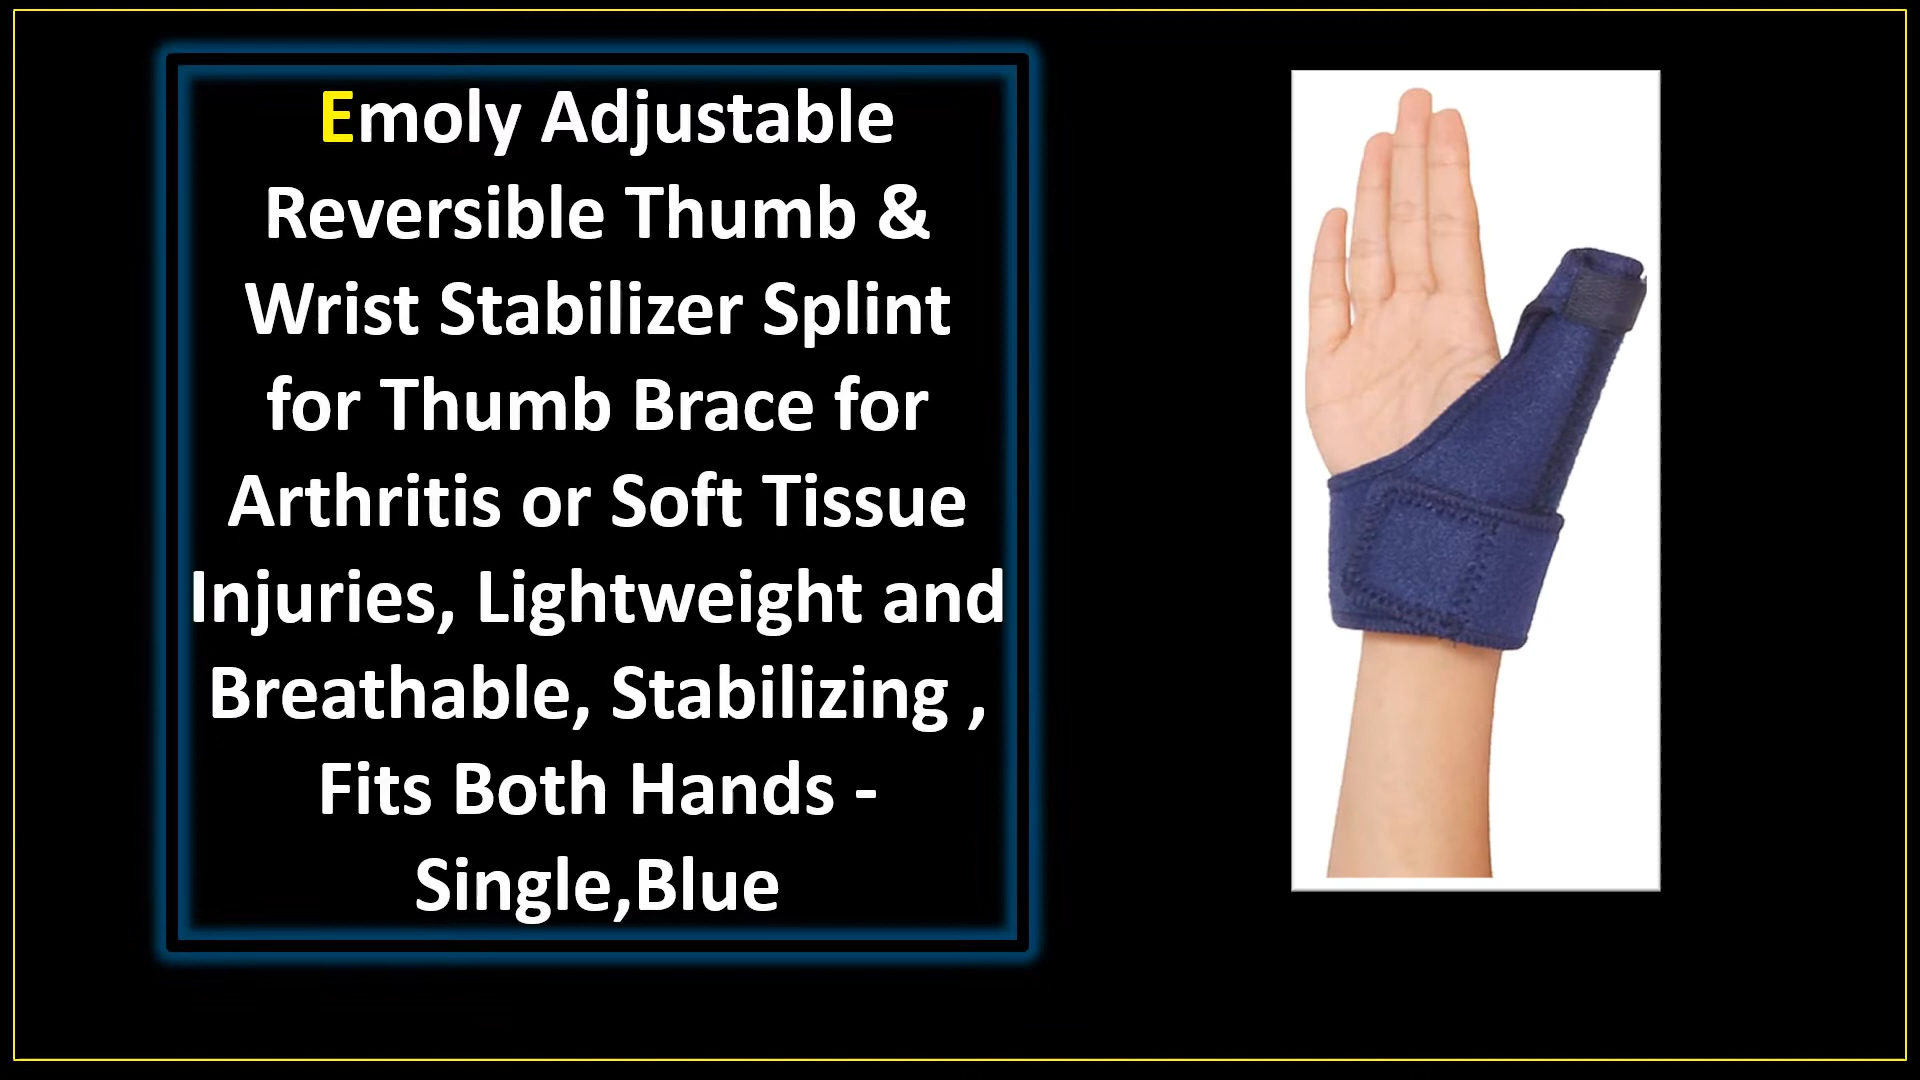 Emoly Adjustable
Reversible Thumb &
Wrist Stabilizer Splint
for Thumb Brace for
Arthritis or Soft Tissue
Injuries, Lightweight and
Breathable, Stabilizing ,
Fits Both Hands -
Single,Blue